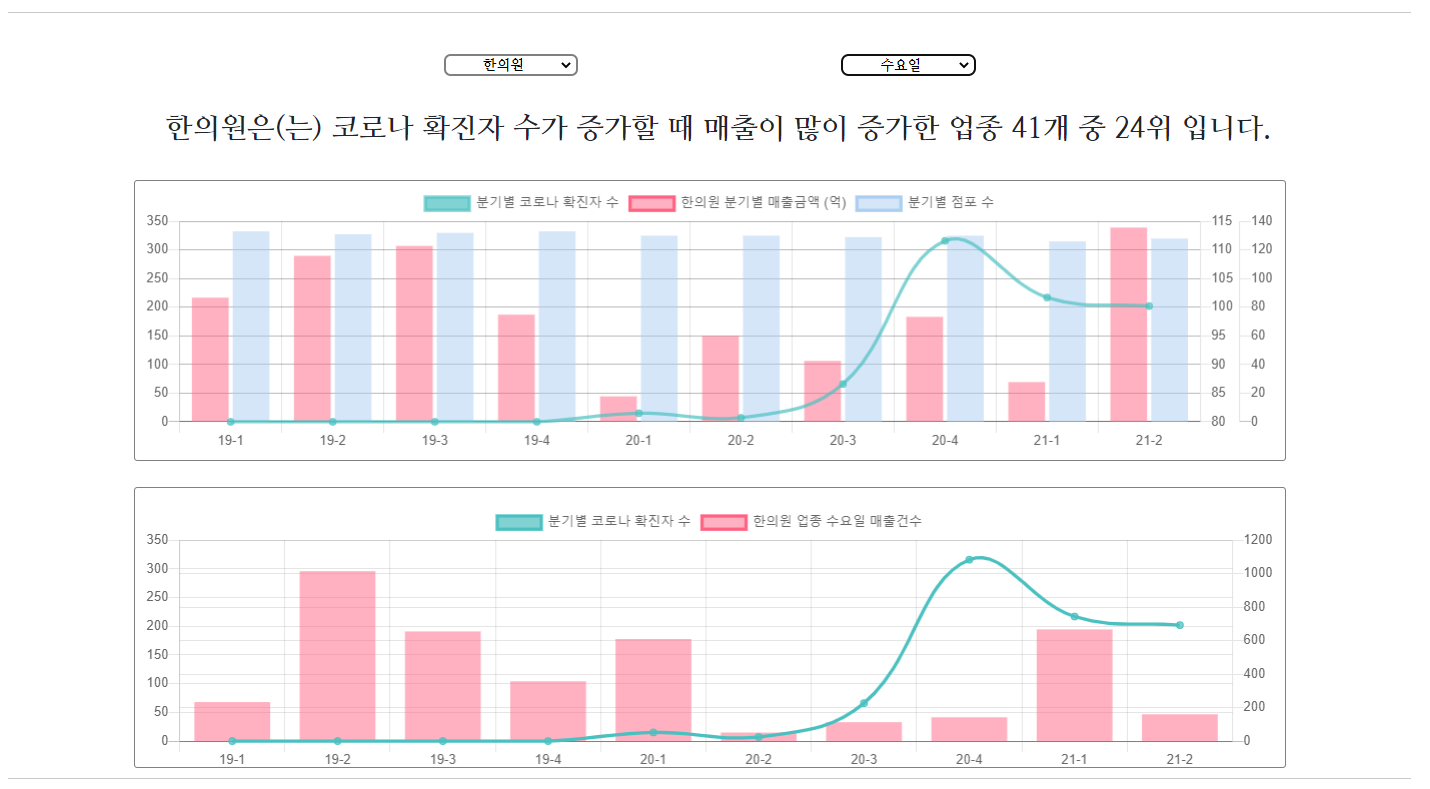 한의원 수요일
한의원은(는) 코로나 확진자 수가 증가할 때 매출이 많이 증가한 업종 41개 중 24위 입니다.
분기별 코로나 확진자 수 한의원 분기별 매출금액 (억) 분기별 점포 수
350 115 140
300 110 120
250 105 100
200 100 80
150 95 60
100 90 40
50 85 20
0 80 0
19-1 19-2 19-3 19-4 20-1 20-2 20-3 20-4 21-1 21-2
분기별 코로나 확진자 수 한의원 업종 수요일 매출건수
350 1200
300 1000
250 800
200 600
150 400
100 200
50 0
0
19-1 19-2 19-3 19-4 20-1 20-2 20-3 20-4 21-1 21-2